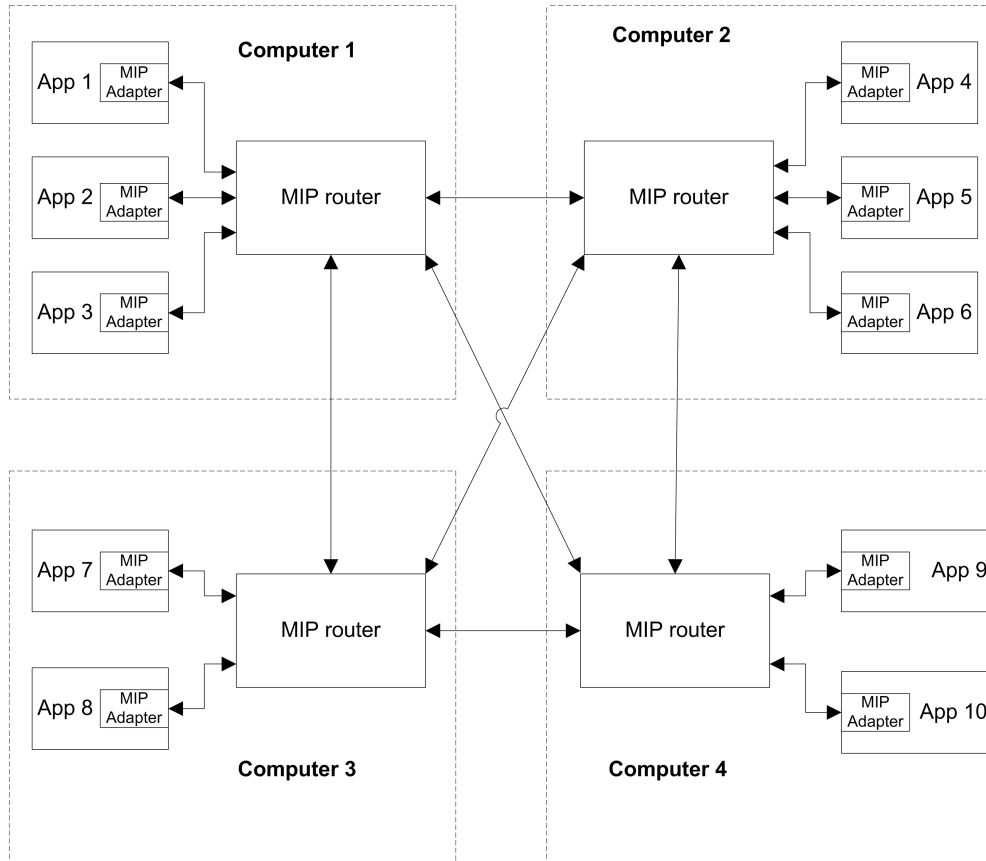 Computer 1
App 1
MIP
Adapter
App 2
MIP
Adapter
App 3
MIP
Adapter
MIP router
Computer 2
MIP router
MIP
Adapter
App 4
MIP
Adapter
App 5
MIP
Adapter
App 6
App 7
MIP
Adapter
App 8
MIP
Adapter
MIP router
Computer 3
MIP router
MIP
Adapter
App 9
MIP
Adapter
App 10
Computer 4